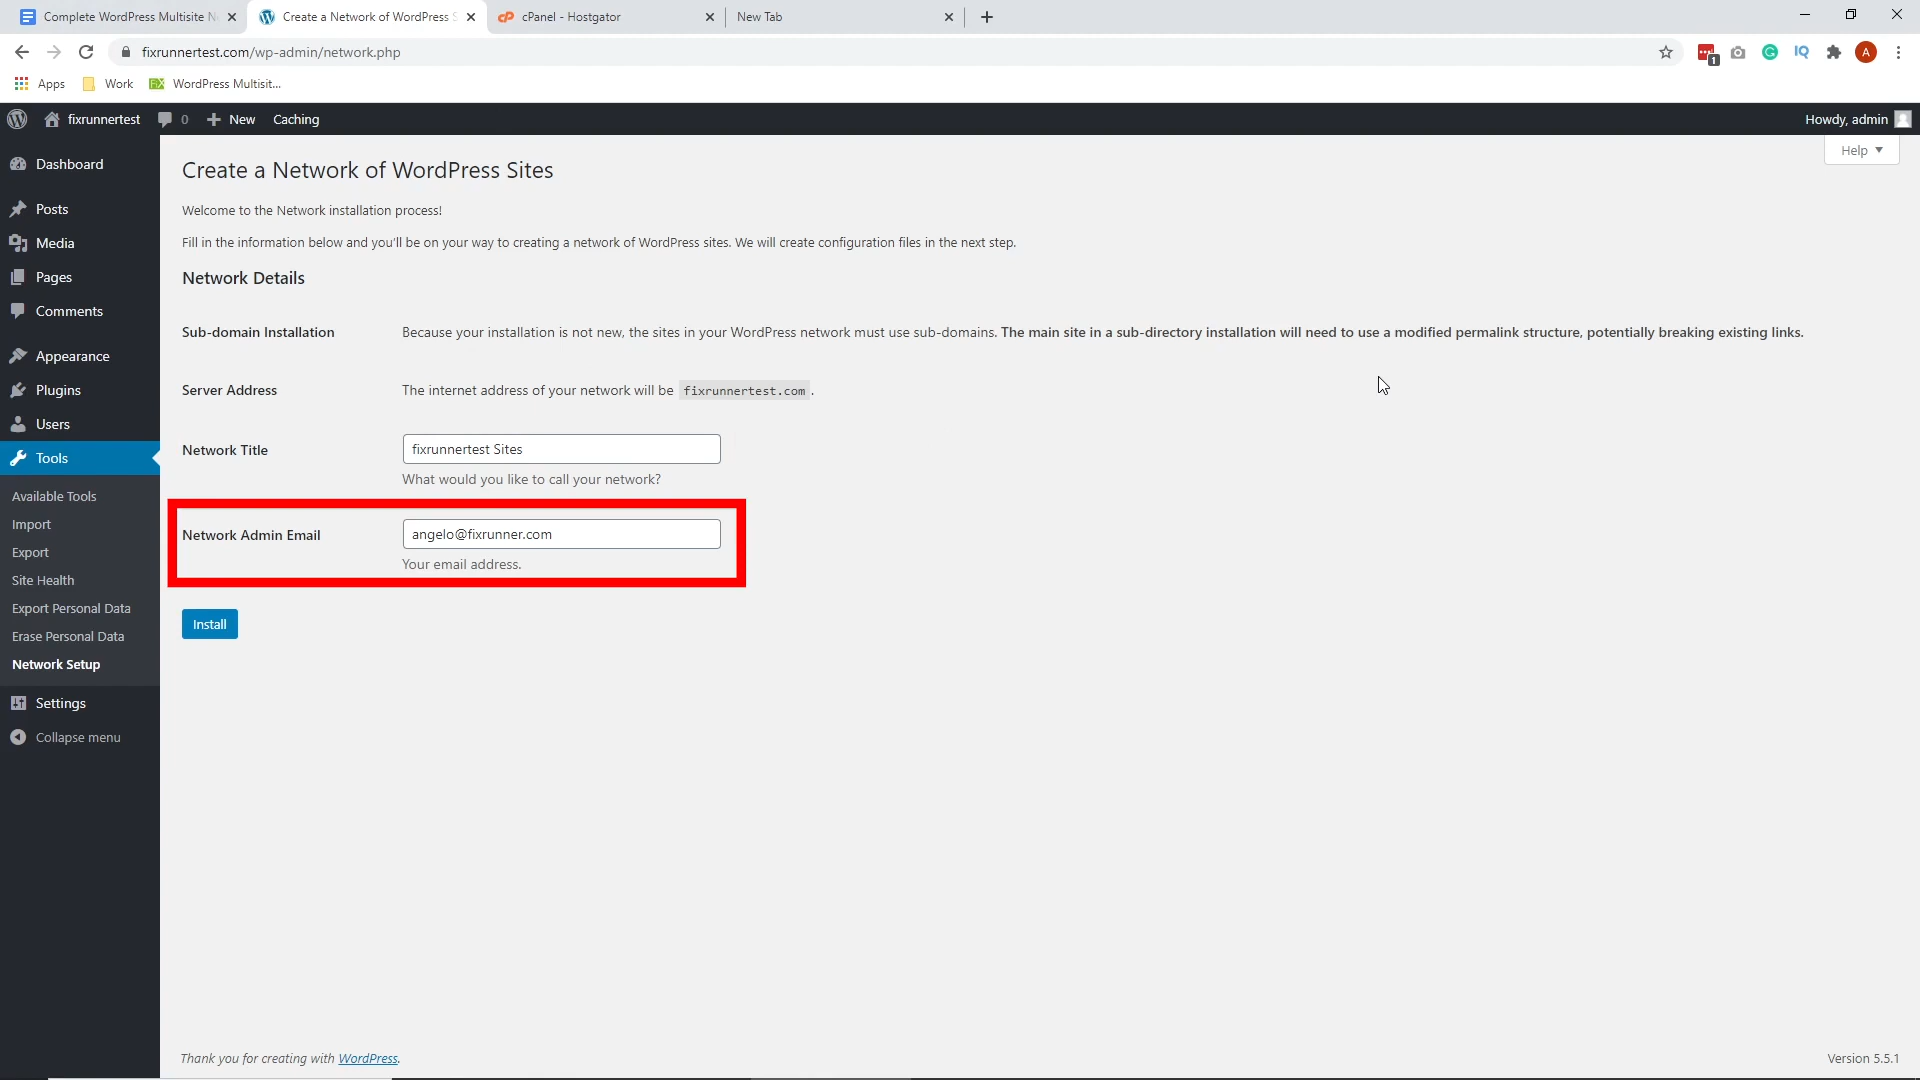 Complete WordPress Multisite N
Create a Network of WordPress S
cPanel - Hostgator
New Tab
fixrunnertest.com/wp-admin/network.php
1
IQ
A
Apps
Work
FiX
WordPress Multisit...
fixrunnertest
0
New
Caching
Howdy, admin
Help
Dashboard
Posts
Media
Pages
Comments
Appearance
Plugins
Users
Tools
Available Tools
Import
Export
Site Health
Export Personal Data
Erase Personal Data
Network Setup
Settings
Collapse menu
Create a Network of WordPress Sites
Welcome to the Network installation process!
Fill in the information below and you'll be on your way to creating a network of WordPress sites. We will create configuration files in the next step.
Network Details
Sub-domain Installation
Because your installation is not new, the sites in your WordPress network must use sub-domains. The main site in a sub-directory installation will need to use a modified permalink structure, potentially breaking existing links.
Server Address
The internet address of your network will be fixrunnertest.com .
Network Title
fixrunnertest Sites
What would you like to call your network?
Network Admin Email
angelo@fixrunner.com
Your email address.
Install
Thank you for creating with WordPress.
Version 5.5.1